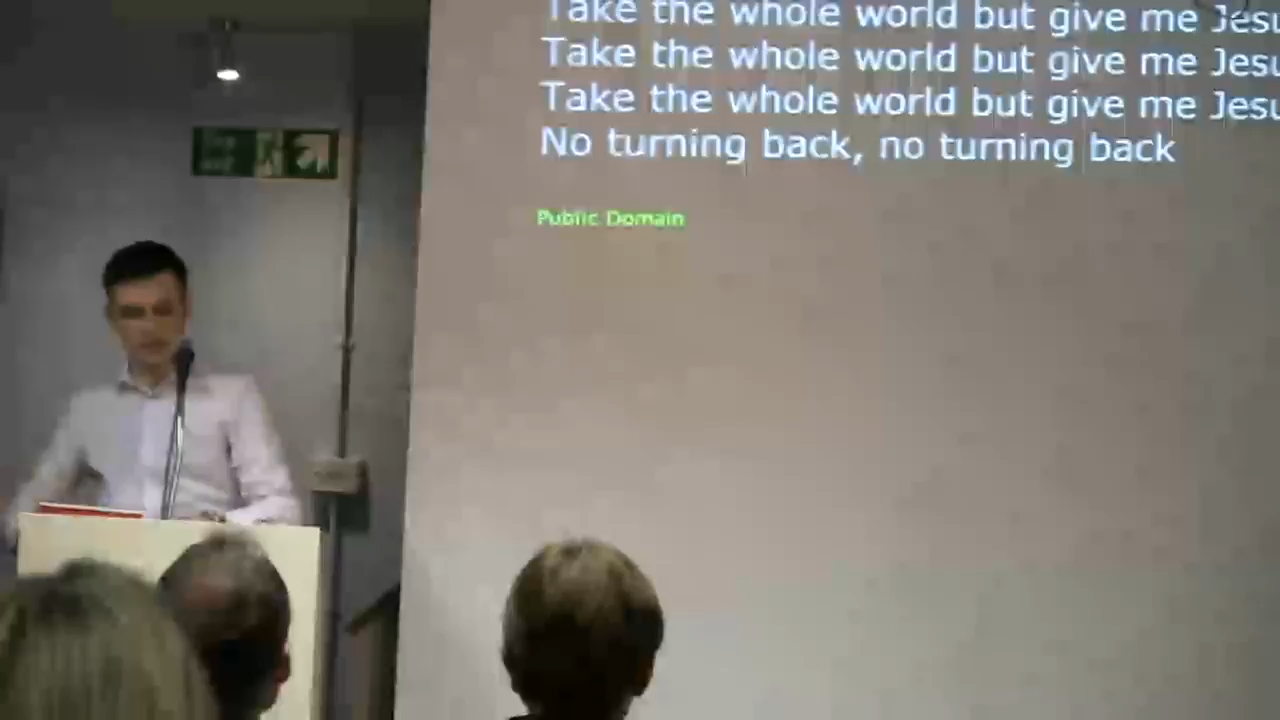 Take the whole world but give me Jesu
Take the whole world but give me Jesu
Take the whole world but give me Jesu
No turning back, no turning back
Public Domain